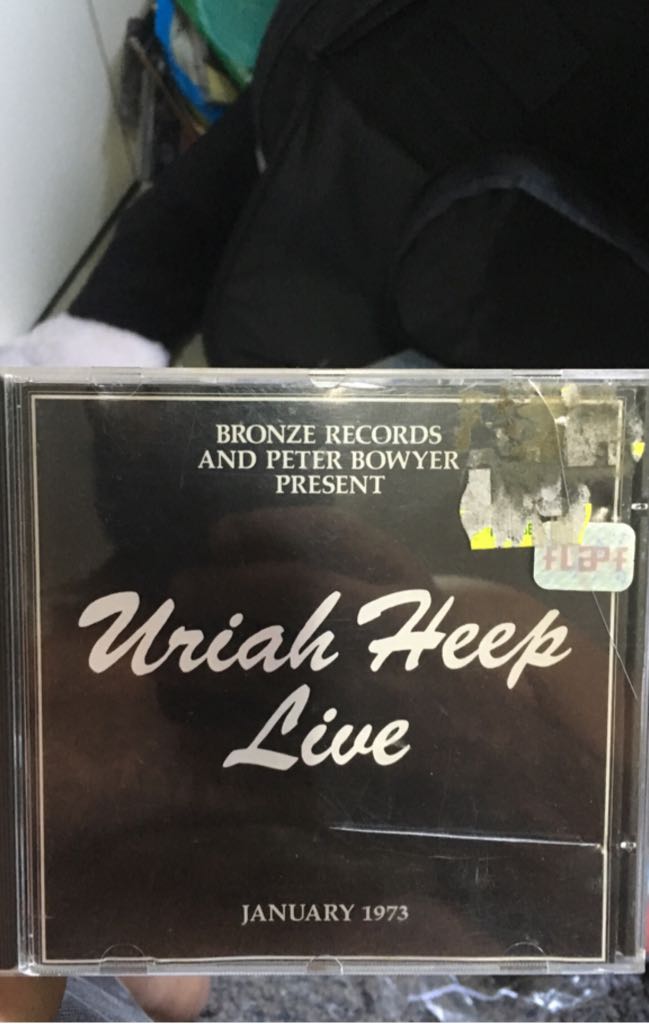 BRONZE RECORDS
AND PETER BOWYER
PRESENT
Uriah Heep
Live
JANUARY 1973